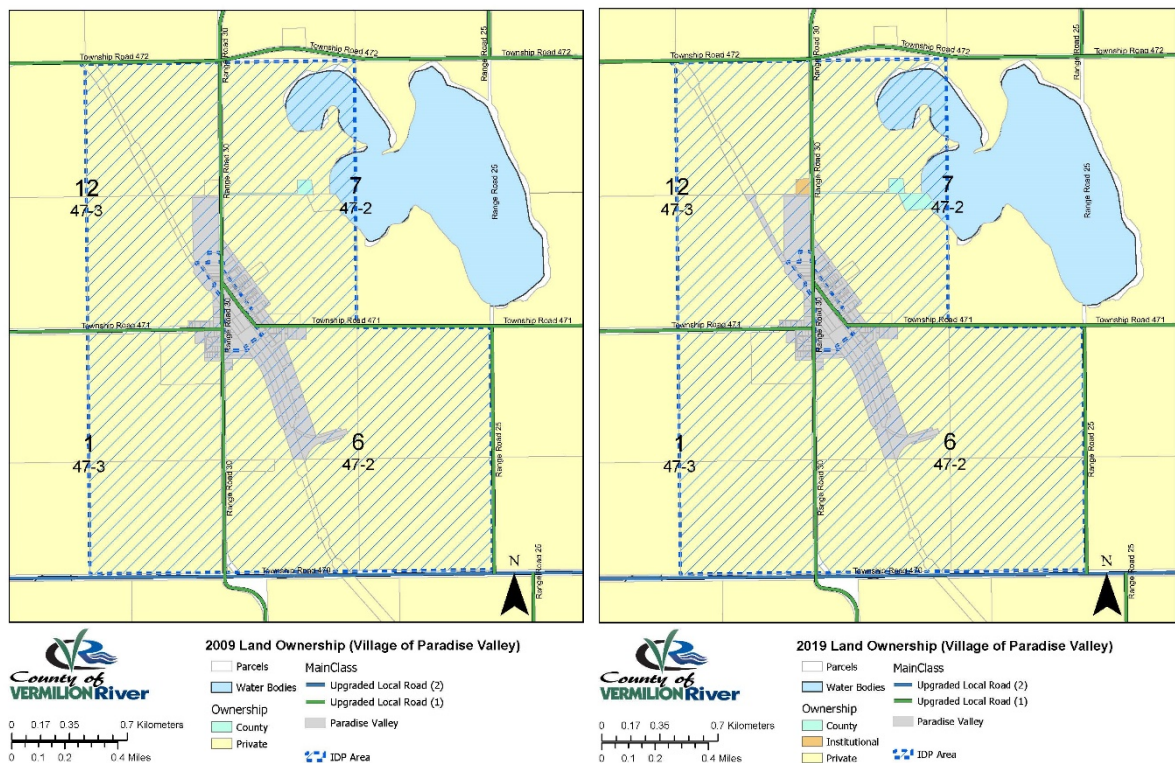 Township Road 472
Township Road 472
Range Road 30
Range Road 25
Range Road 30
12
47-3
7
47-2
Range Road 25
Township Road 471
Range Road 30
Township Road 471
Township Road 471
1
47-3
6
47-2
Range Road 30
Range Road 25
Township Road 470
Range Road 25
N
County of
VERMILION River
0 0.17 0.35 0.7 Kilometers
0 0.1 0.2 0.4 Miles
2009 Land Ownership (Village of Paradise Valley)
Parcels
Water Bodies
Ownership
County
Private
MainClass
Upgraded Local Road (2)
Upgraded Local Road (1)
Paradise Valley
IDP Area
Township Road 472
Township Road 472
Range Road 30
Range Road 25
Range Road 30
12
47-3
7
47-2
Range Road 25
Township Road 471
Range Road 30
Township Road 471
Township Road 471
1
47-3
6
47-2
Range Road 30
Range Road 25
Township Road 470
Range Road 25
N
County of
VERMILION River
0 0.17 0.35 0.7 Kilometers
0 0.1 0.2 0.4 Miles
2019 Land Ownership (Village of Paradise Valley)
Parcels
Water Bodies
Ownership
County
Institutional
Private
MainClass
Upgraded Local Road (2)
Upgraded Local Road (1)
Paradise Valley
IDP Area